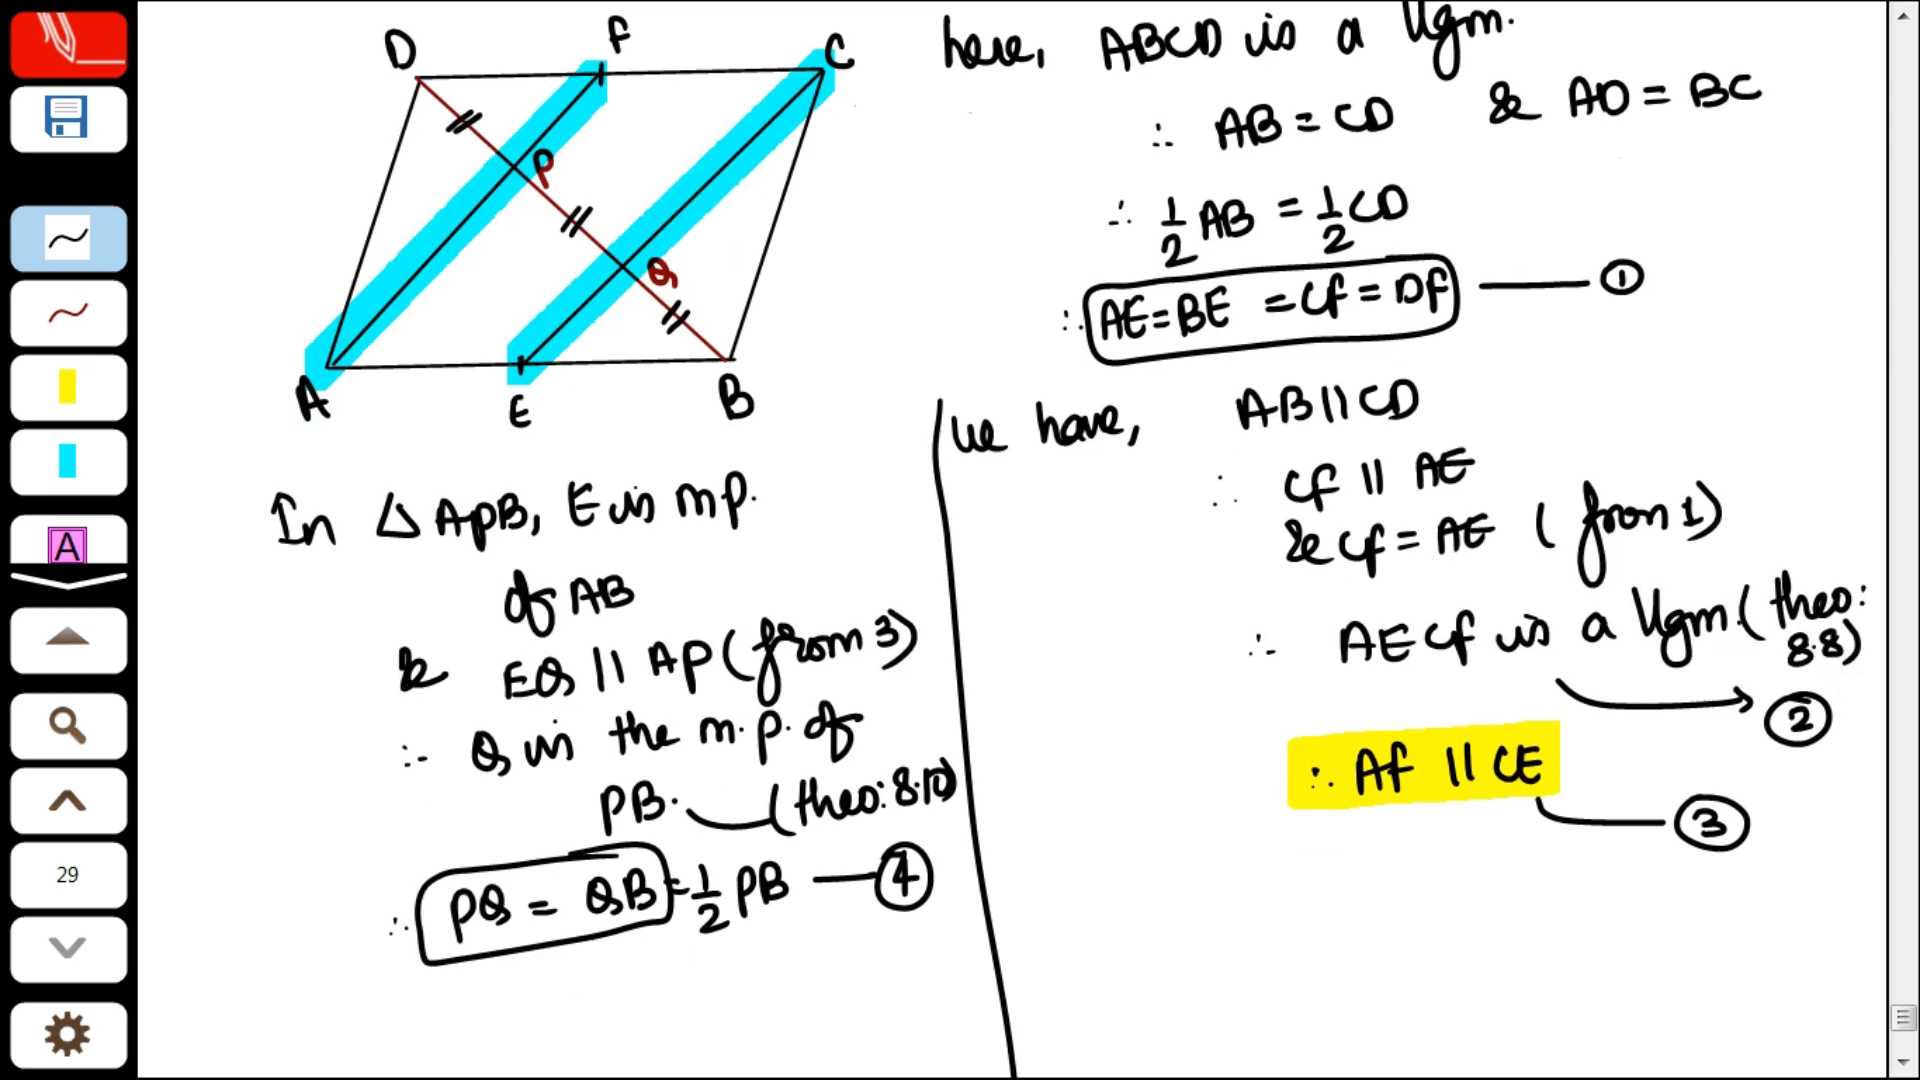 D F C
P
Q
A E B
here, ABCD is a llgm.
∴ AB = CD & AD = BC
∴ 1/2 AB = 1/2 CD
∴ AE = BE = CF = DF — ①
We have, AB || CD
∴ CF || AE
& CF = AE (from 1)
∴ AECF is a llgm. (theo: 8.8)
②
∴ AF || CE
③
In △ APB, E is m.p.
of AB
& EQ || AP (from 3)
∴ Q is the m.p. of
PB. (theo: 8.10)
∴ PQ = QB = 1/2 PB — ④
A
29